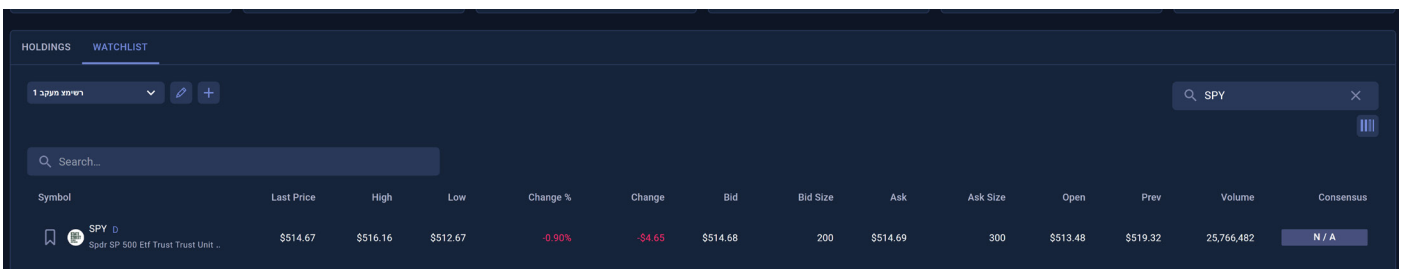 HOLDINGS WATCHLIST
רשימצ מעקב 1
SPY
Search...
Symbol Last Price High Low Change % Change Bid Bid Size Ask Ask Size Open Prev Volume Consensus
SPY D
Spdr SP 500 Etf Trust Trust Unit ..
$514.67 $516.16 $512.67 -0.90% -$4.65 $514.68 200 $514.69 300 $513.48 $519.32 25,766,482 N / A